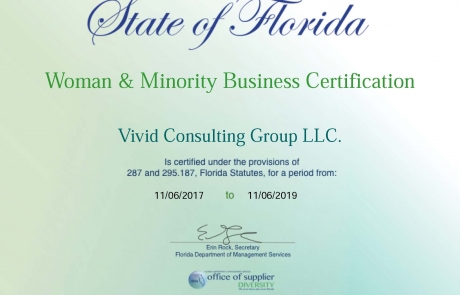 State of Florida
Woman & Minority Business Certification
Vivid Consulting Group LLC.
Is certified under the provisions of
287 and 295.187, Florida Statutes, for a period from:
11/06/2017 to 11/06/2019
Erin Rock, Secretary
Florida Department of Management Services
office of supplier
DIVERSITY